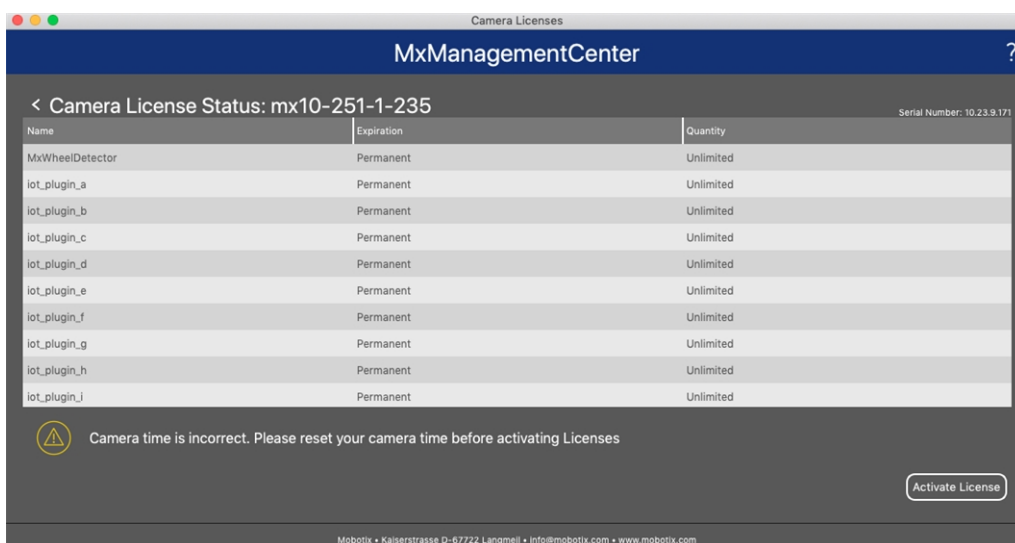 Camera Licenses
MxManagementCenter
?
< Camera License Status: mx10-251-1-235
Serial Number: 10.23.9.171
Name Expiration Quantity
MxWheelDetector Permanent Unlimited
iot_plugin_a Permanent Unlimited
iot_plugin_b Permanent Unlimited
iot_plugin_c Permanent Unlimited
iot_plugin_d Permanent Unlimited
iot_plugin_e Permanent Unlimited
iot_plugin_f Permanent Unlimited
iot_plugin_g Permanent Unlimited
iot_plugin_h Permanent Unlimited
iot_plugin_i Permanent Unlimited
Camera time is incorrect. Please reset your camera time before activating Licenses
Activate License
Mobotix • Kaiserstrasse D-67722 Langmeil • info@mobotix.com • www.mobotix.com